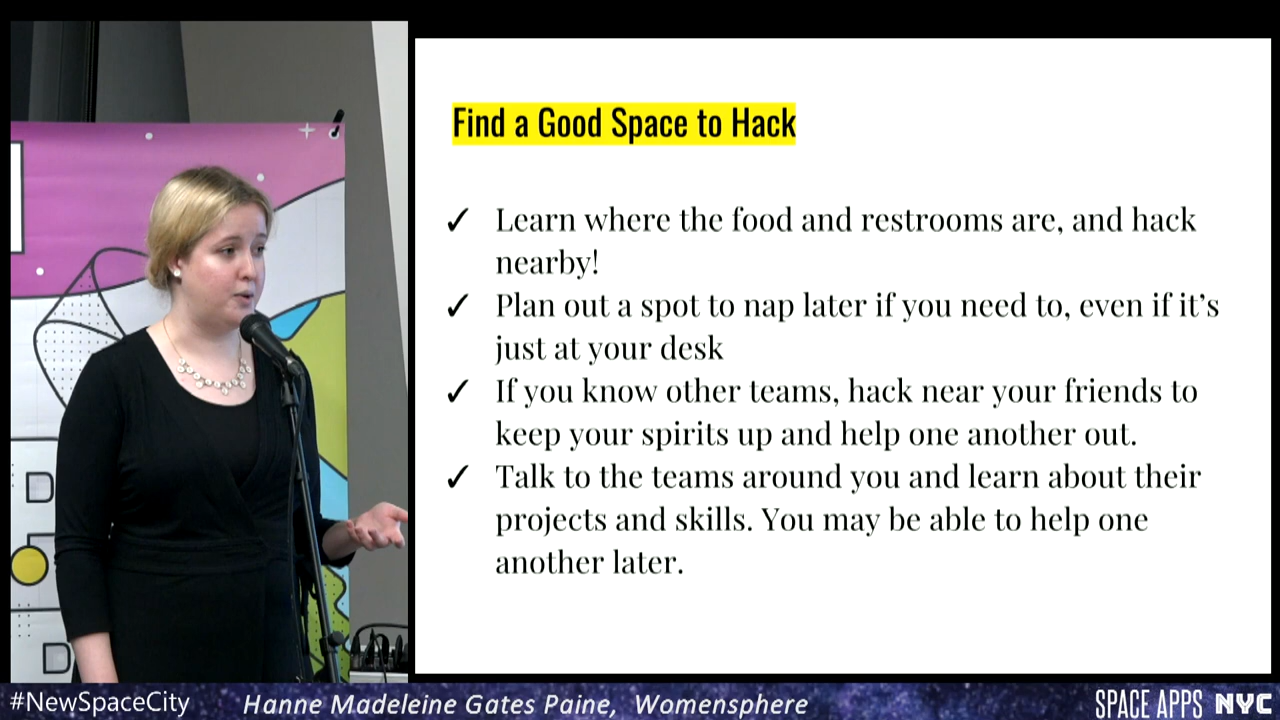 Find a Good Space to Hack
✓ Learn where the food and restrooms are, and hack
nearby!
✓ Plan out a spot to nap later if you need to, even if it’s
just at your desk
✓ If you know other teams, hack near your friends to
keep your spirits up and help one another out.
✓ Talk to the teams around you and learn about their
projects and skills. You may be able to help one
another later.
D
D
#NewSpaceCity
Hanne Madeleine Gates Paine, Womensphere
SPACE APPS NYC